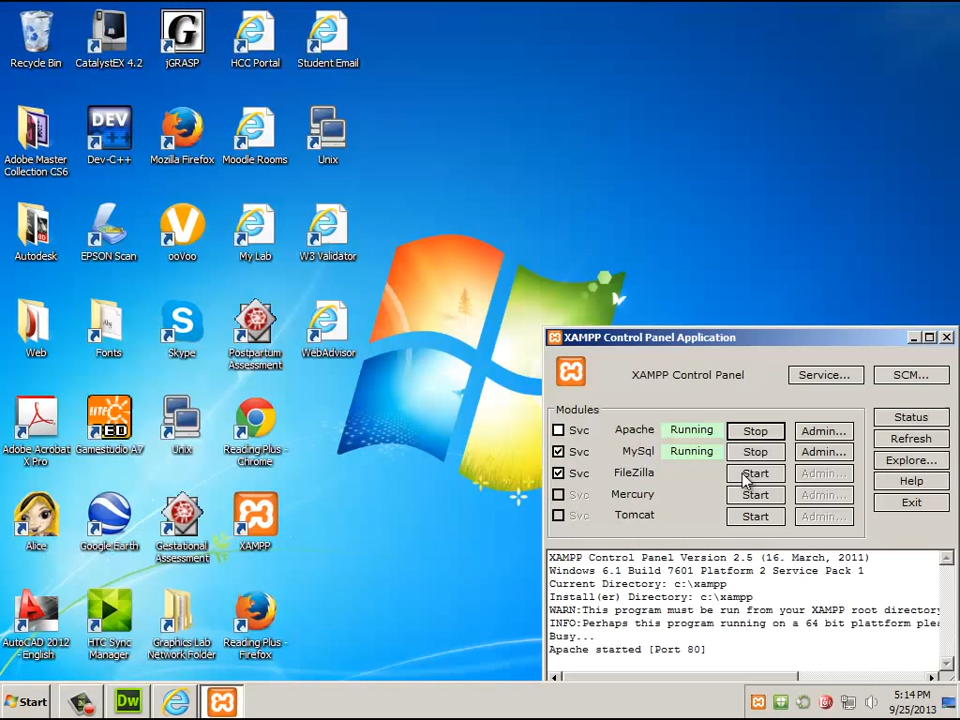 Recycle Bin
CatalystEX 4.2
jGRASP
HCC Portal
Student Email
Adobe Master
Collection CS6
DEV
Dev-C++
Mozilla Firefox
Moodle Rooms
Unix
Autodesk
EPSON Scan
ooVoo
My Lab
W3 Validator
Web
Fonts
Skype
Postpartum
Assessment
WebAdvisor
Adobe Acrobat
X Pro
LITE-C
ED
Gamestudio A7
Unix
Reading Plus -
Chrome
Alice
Google Earth
Gestational
Assessment
XAMPP
AutoCAD 2012
- English
HTC Sync
Manager
Graphics Lab
Network Folder
Reading Plus -
Firefox
XAMPP Control Panel Application
XAMPP Control Panel
Service...
SCM...
Modules
Svc Apache Running Stop Admin...
Svc MySql Running Stop Admin...
Svc FileZilla Start Admin...
Svc Mercury Start Admin...
Svc Tomcat Start Admin...
Status
Refresh
Explore...
Help
Exit
XAMPP Control Panel Version 2.5 (16. March, 2011)
Windows 6.1 Build 7601 Platform 2 Service Pack 1
Current Directory: c:\xampp
Install(er) Directory: c:\xampp
WARN:This program must be run from your XAMPP root directory
INFO:Perhaps this program running on a 64 bit plattform plea
Busy...
Apache started [Port 80]
Start
Dw
5:14 PM
9/25/2013